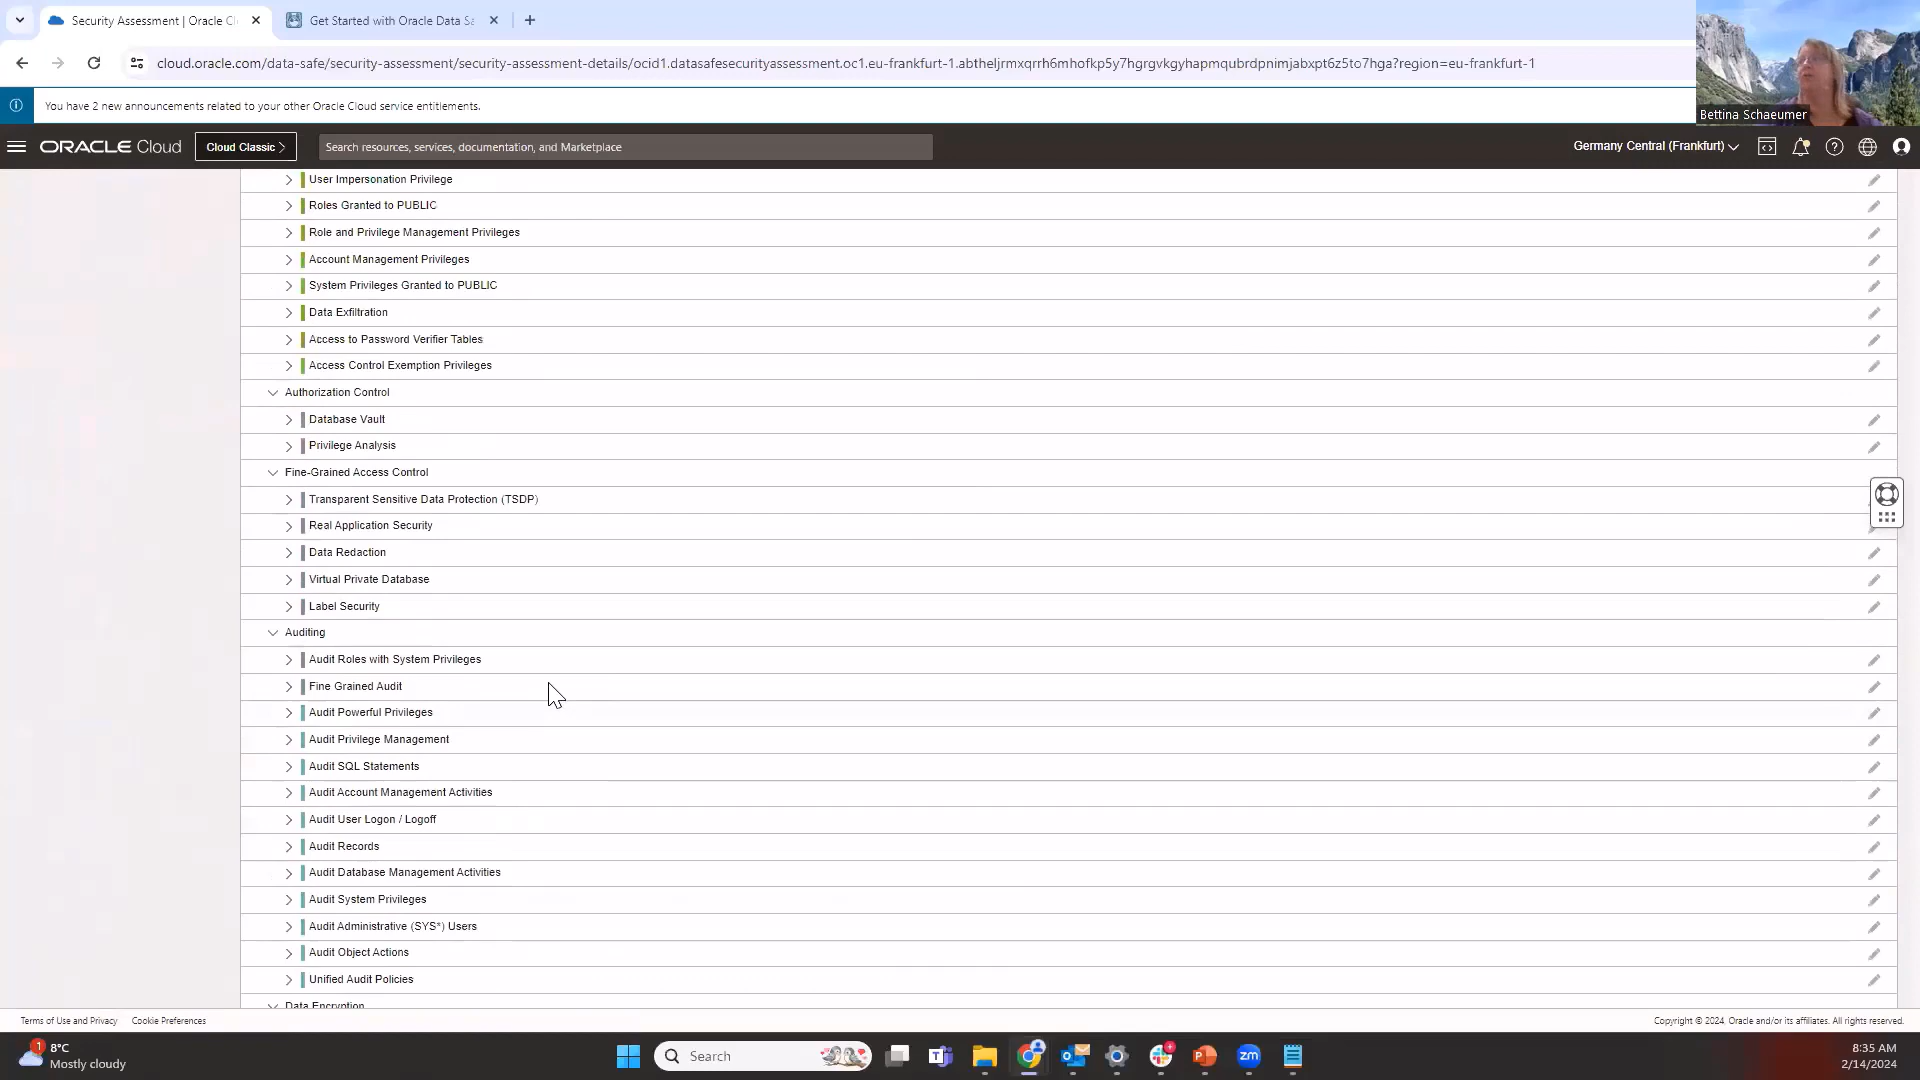 Security Assessment | Oracle Cl
Get Started with Oracle Data Sa
cloud.oracle.com/data-safe/security-assessment/security-assessment-details/ocid1.datasafesecurityassessment.oc1.eu-frankfurt-1.abtheljrmxqrrh6mhofkp5y7hgrgvkgyhapmqubrdpnimjabxpt6z5to7hga?region=eu-frankfurt-1
You have 2 new announcements related to your other Oracle Cloud service entitlements.
Bettina Schaeumer
ORACLE Cloud
Cloud Classic
Search resources, services, documentation, and Marketplace
Germany Central (Frankfurt)
User Impersonation Privilege
Roles Granted to PUBLIC
Role and Privilege Management Privileges
Account Management Privileges
System Privileges Granted to PUBLIC
Data Exfiltration
Access to Password Verifier Tables
Access Control Exemption Privileges
Authorization Control
Database Vault
Privilege Analysis
Fine-Grained Access Control
Transparent Sensitive Data Protection (TSDP)
Real Application Security
Data Redaction
Virtual Private Database
Label Security
Auditing
Audit Roles with System Privileges
Fine Grained Audit
Audit Powerful Privileges
Audit Privilege Management
Audit SQL Statements
Audit Account Management Activities
Audit User Logon / Logoff
Audit Records
Audit Database Management Activities
Audit System Privileges
Audit Administrative (SYS*) Users
Audit Object Actions
Unified Audit Policies
Data Encryption
Terms of Use and Privacy
Cookie Preferences
Copyright © 2024, Oracle and/or its affiliates. All rights reserved.
1
8°C
Mostly cloudy
Search
zm
8:35 AM
2/14/2024